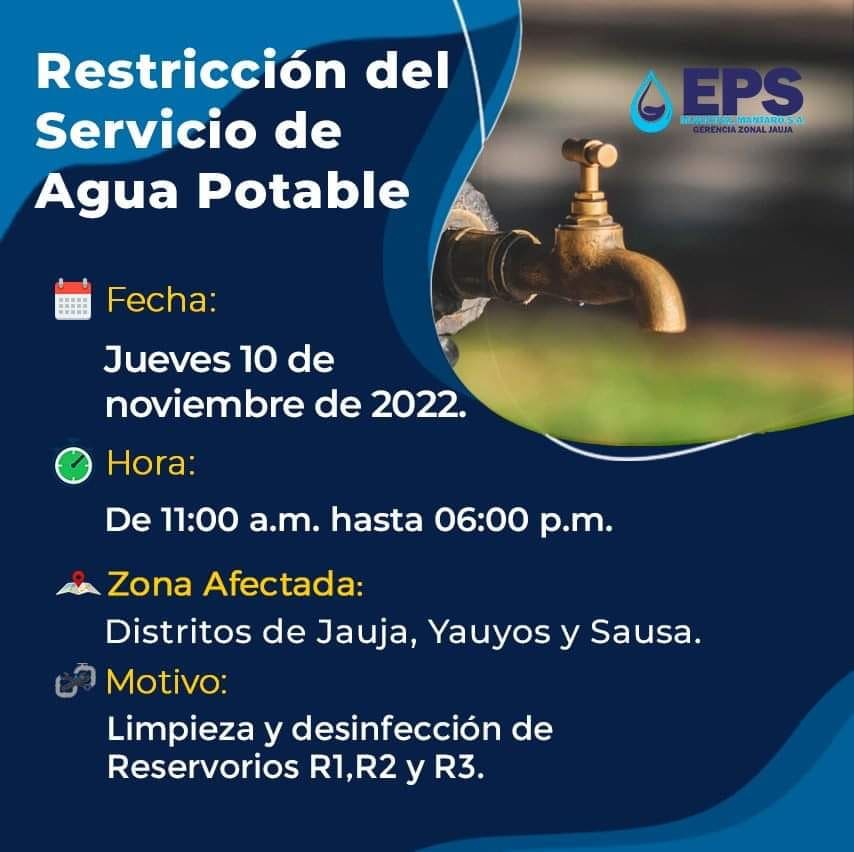 Restricción del
Servicio de
Agua Potable
EPS
MANTARO S.A.
GERENCIA ZONAL JAUJA
Fecha:
Jueves 10 de
noviembre de 2022.
Hora:
De 11:00 a.m. hasta 06:00 p.m.
Zona Afectada:
Distritos de Jauja, Yauyos y Sausa.
Motivo:
Limpieza y desinfección de
Reservorios R1,R2 y R3.